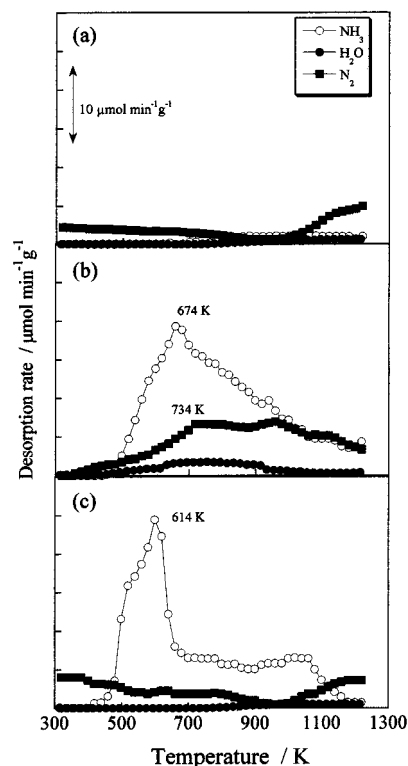 (a)
NH₃
H₂O
N₂
10 μmol min⁻¹g⁻¹
(b)
674 K
734 K
(c)
614 K
Desorption rate / μmol min⁻¹g⁻¹
300 500 700 900 1100 1300
Temperature / K